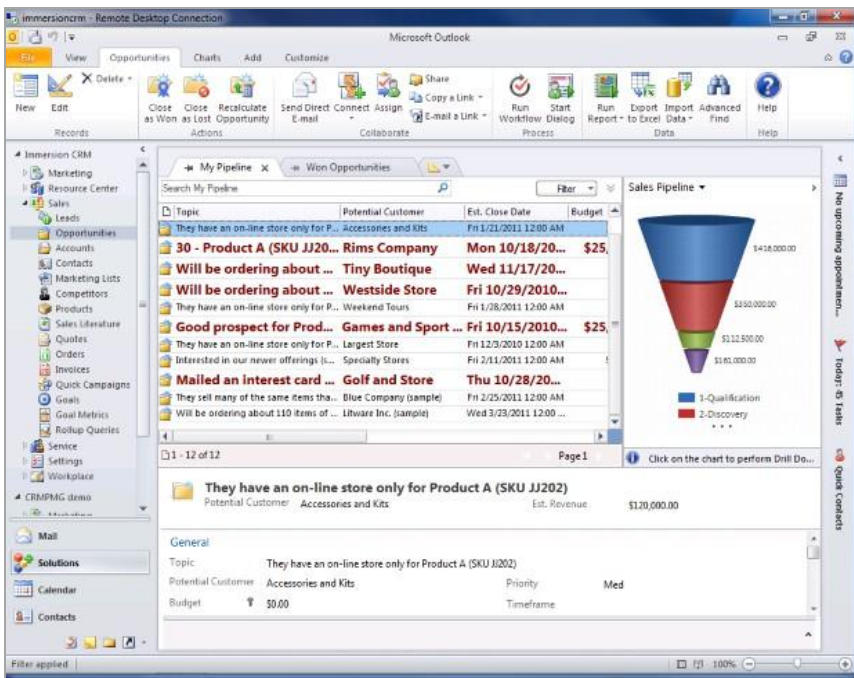 immersioncrm - Remote Desktop Connection
Microsoft Outlook
File View Opportunities Charts Add Customize
New Edit Delete
Close as Won Close as Lost Recalculate Opportunity
Send Direct E-mail Connect Assign Share Copy a Link E-mail a Link
Run Workflow Start Dialog
Run Report Export to Excel Import Data Advanced Find
Help
Records Actions Collaborate Process Data Help
Immersion CRM
Marketing
Resource Center
Sales
Leads
Opportunities
Accounts
Contacts
Marketing Lists
Competitors
Products
Sales Literature
Quotes
Orders
Invoices
Quick Campaigns
Goals
Goal Metrics
Rollup Queries
Service
Settings
Workplace
CRMPMG demo
Marketing
Mail
Solutions
Calendar
Contacts
My Pipeline x Won Opportunities
Search My Pipeline Filter
Topic Potential Customer Est. Close Date Budget
They have an on-line store only for P... Accessories and Kits Fri 1/21/2011 12:00 AM
30 - Product A (SKU JJ20... Rims Company Mon 10/18/20... $25,
Will be ordering about ... Tiny Boutique Wed 11/17/20...
Will be ordering about ... Westside Store Fri 10/29/2010...
They have an on-line store only for P... Weekend Tours Fri 1/28/2011 12:00 AM
Good prospect for Prod... Games and Sport ... Fri 10/15/2010... $25,
They have an on-line store only for P... Largest Store Fri 12/3/2010 12:00 AM
Interested in our newer offerings (s... Specialty Stores Fri 2/11/2011 12:00 AM
Mailed an interest card ... Golf and Store Thu 10/28/20...
They sell many of the same items tha... Blue Company (sample) Fri 2/25/2011 12:00 AM
Will be ordering about 110 items of ... Litware Inc. (sample) Wed 3/23/2011 12:00 ...
1 - 12 of 12 Page 1
Sales Pipeline
$416,000.00
$350,000.00
$112,500.00
$161,000.00
1-Qualification
2-Discovery
Click on the chart to perform Drill Do...
They have an on-line store only for Product A (SKU JJ202)
Potential Customer Accessories and Kits Est. Revenue $120,000.00
General
Topic They have an on-line store only for Product A (SKU JJ202)
Potential Customer Accessories and Kits Priority Med
Budget $0.00 Timeframe
No upcoming appointmen...
Today: 45 Tasks
Quick Contacts
Filter applied 100%